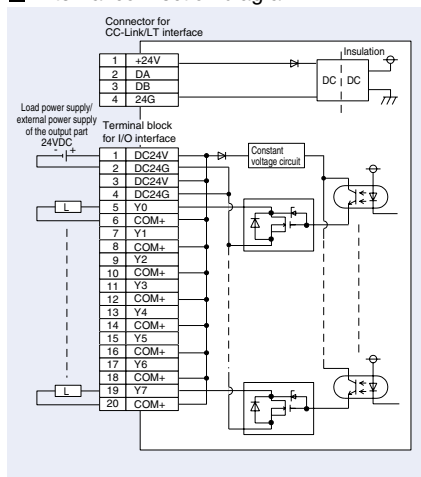 Connector for
CC-Link/LT interface
1 +24V
2 DA
3 DB
4 24G
Insulation
DC DC
Load power supply/
external power supply
of the output part
24VDC
- +
Terminal block
for I/O interface
1 DC24V
2 DC24G
3 DC24V
4 DC24G
5 Y0
6 COM+
7 Y1
8 COM+
9 Y2
10 COM+
11 Y3
12 COM+
13 Y4
14 COM+
15 Y5
16 COM+
17 Y6
18 COM+
19 Y7
20 COM+
Constant
voltage circuit
L
L